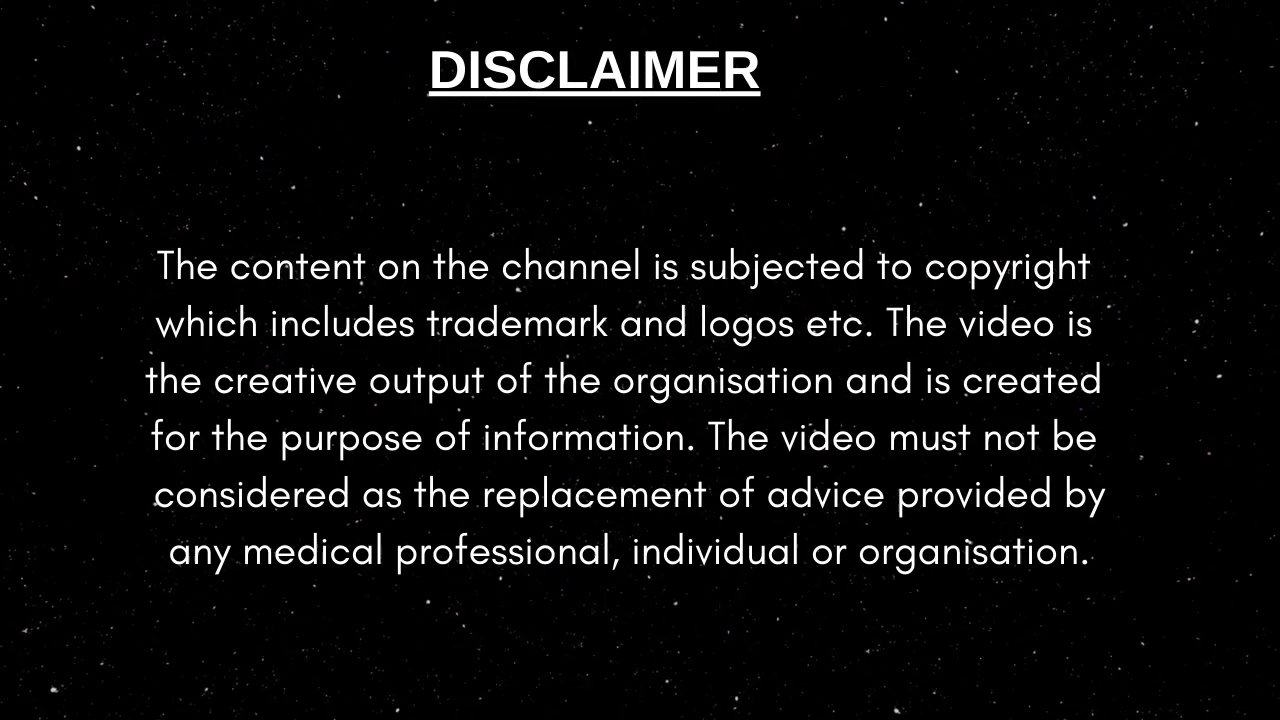 DISCLAIMER
The content on the channel is subjected to copyright
which includes trademark and logos etc. The video is
the creative output of the organisation and is created
for the purpose of information. The video must not be
considered as the replacement of advice provided by
any medical professional, individual or organisation.